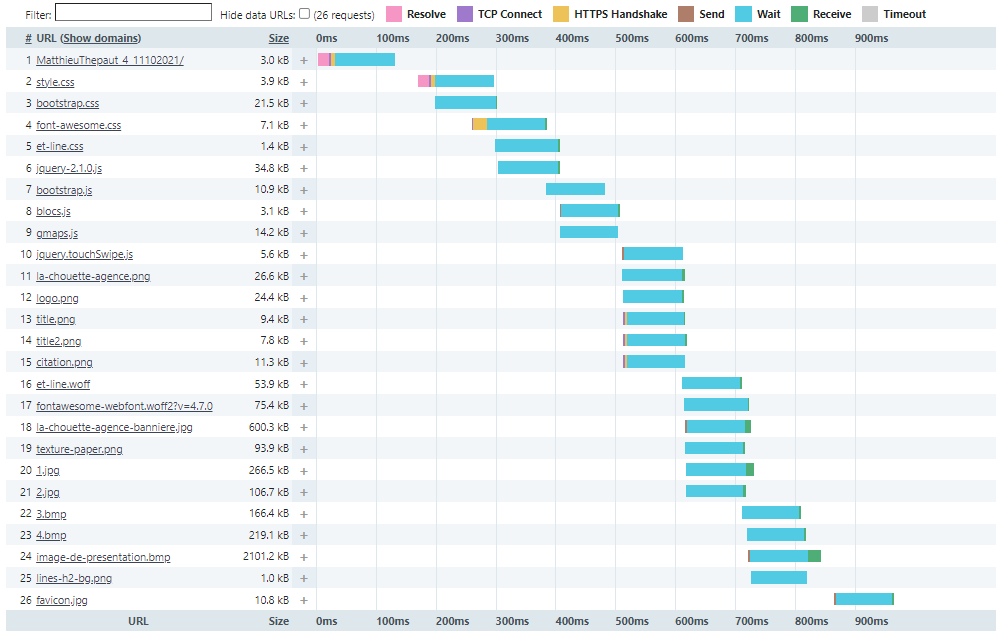 Filter: Hide data URLs: (26 requests) Resolve TCP Connect HTTPS Handshake Send Wait Receive Timeout
# URL (Show domains) Size 0ms 100ms 200ms 300ms 400ms 500ms 600ms 700ms 800ms 900ms
1 MatthieuThepaut_4_11102021/ 3.0 kB +
2 style.css 3.9 kB +
3 bootstrap.css 21.5 kB +
4 font-awesome.css 7.1 kB +
5 et-line.css 1.4 kB +
6 jquery-2.1.0.js 34.8 kB +
7 bootstrap.js 10.9 kB +
8 blocs.js 3.1 kB +
9 gmaps.js 14.2 kB +
10 jquery.touchSwipe.js 5.6 kB +
11 la-chouette-agence.png 26.6 kB +
12 logo.png 24.4 kB +
13 title.png 9.4 kB +
14 title2.png 7.8 kB +
15 citation.png 11.3 kB +
16 et-line.woff 53.9 kB +
17 fontawesome-webfont.woff2?v=4.7.0 75.4 kB +
18 la-chouette-agence-banniere.jpg 600.3 kB +
19 texture-paper.png 93.9 kB +
20 1.jpg 266.5 kB +
21 2.jpg 106.7 kB +
22 3.bmp 166.4 kB +
23 4.bmp 219.1 kB +
24 image-de-presentation.bmp 2101.2 kB +
25 lines-h2-bg.png 1.0 kB +
26 favicon.jpg 10.8 kB +
URL Size 0ms 100ms 200ms 300ms 400ms 500ms 600ms 700ms 800ms 900ms